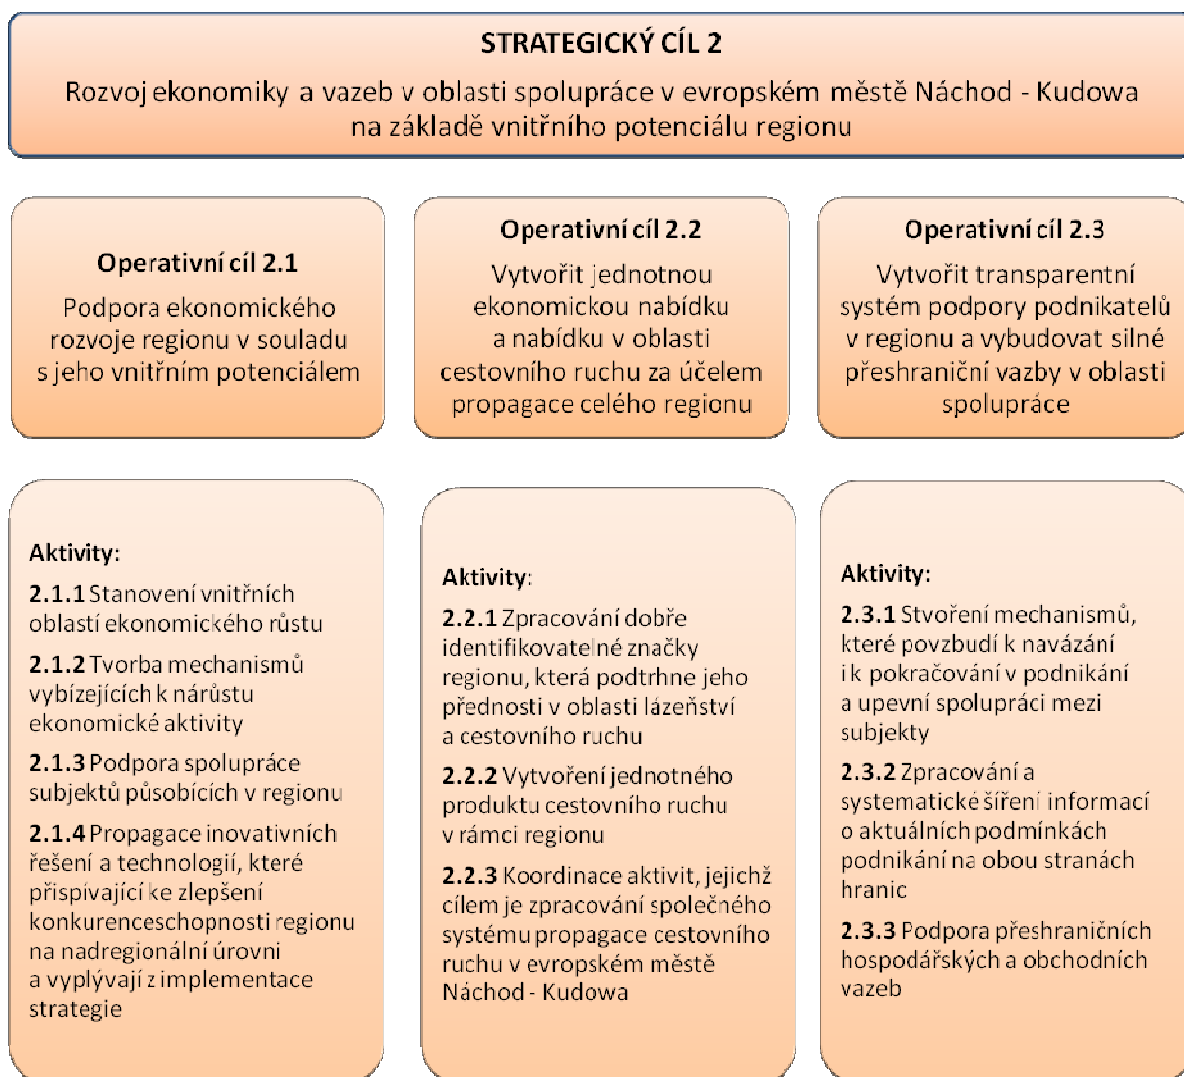 STRATEGICKÝ CÍL 2
Rozvoj ekonomiky a vazeb v oblasti spolupráce v evropském městě Náchod - Kudowa
na základě vnitřního potenciálu regionu
Operativní cíl 2.1
Podpora ekonomického
rozvoje regionu v souladu
s jeho vnitřním potenciálem
Operativní cíl 2.2
Vytvořit jednotnou
ekonomickou nabídku
a nabídku v oblasti
cestovního ruchu za účelem
propagace celého regionu
Operativní cíl 2.3
Vytvořit transparentní
systém podpory podnikatelů
v regionu a vybudovat silné
přeshraniční vazby v oblasti
spolupráce
Aktivity:
2.1.1 Stanovení vnitřních
oblastí ekonomického růstu
2.1.2 Tvorba mechanismů
vybízejících k nárůstu
ekonomické aktivity
2.1.3 Podpora spolupráce
subjektů působících v regionu
2.1.4 Propagace inovativních
řešení a technologií, které
přispívající ke zlepšení
konkurenceschopnosti regionu
na nadregionální úrovni
a vyplývají z implementace
strategie
Aktivity:
2.2.1 Zpracování dobře
identifikovatelné značky
regionu, která podtrhne jeho
přednosti v oblasti lázeňství
a cestovního ruchu
2.2.2 Vytvoření jednotného
produktu cestovního ruchu
v rámci regionu
2.2.3 Koordinace aktivit, jejichž
cílem je zpracování společného
systému propagace cestovního
ruchu v evropském městě
Náchod - Kudowa
Aktivity:
2.3.1 Stvoření mechanismů,
které povzbudí k navázání
i k pokračování v podnikání
a upevní spolupráci mezi
subjekty
2.3.2 Zpracování a
systematické šíření informací
o aktuálních podmínkách
podnikání na obou stranách
hranic
2.3.3 Podpora přeshraničních
hospodářských a obchodních
vazeb